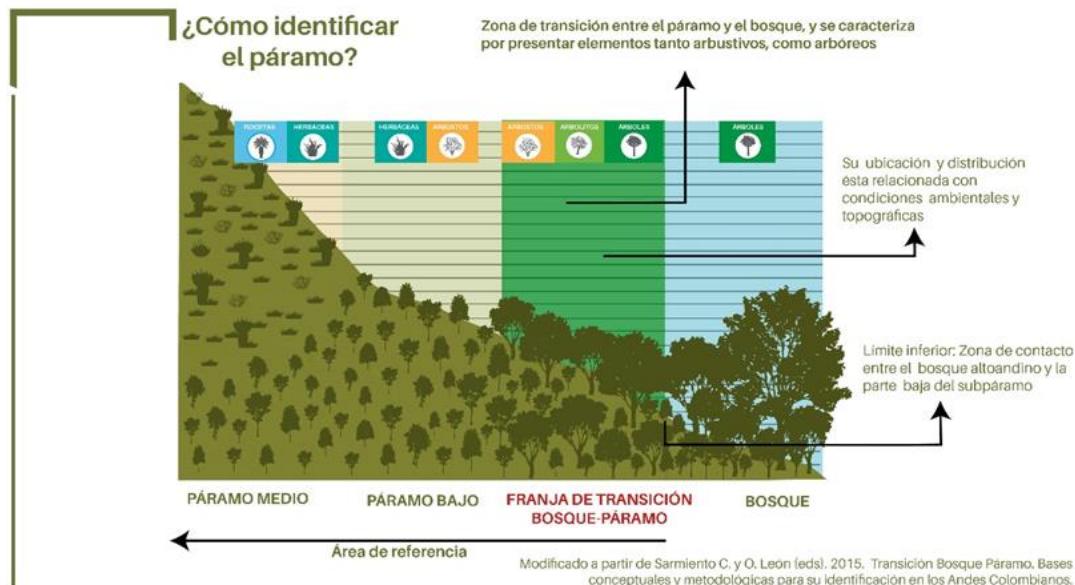 ¿Cómo identificar
el páramo?
Zona de transición entre el páramo y el bosque, y se caracteriza
por presentar elementos tanto arbustivos, como arbóreos
ROCETAS
HERBÁCEAS
HERBÁCEAS
ARBUSTOS
ARBUSTOS
ARBOLITOS
ÁRBOLES
ÁRBOLES
Su ubicación y distribución
ésta relacionada con
condiciones ambientales y
topográficas
Límite inferior: Zona de contacto
entre el bosque altoandino y la
parte baja del subpáramo
PÁRAMO MEDIO
PÁRAMO BAJO
FRANJA DE TRANSICIÓN
BOSQUE-PÁRAMO
BOSQUE
Área de referencia
Modificado a partir de Sarmiento C. y O. León (eds). 2015. Transición Bosque Páramo. Bases
conceptuales y metodológicas para su identificación en los Andes Colombianos.